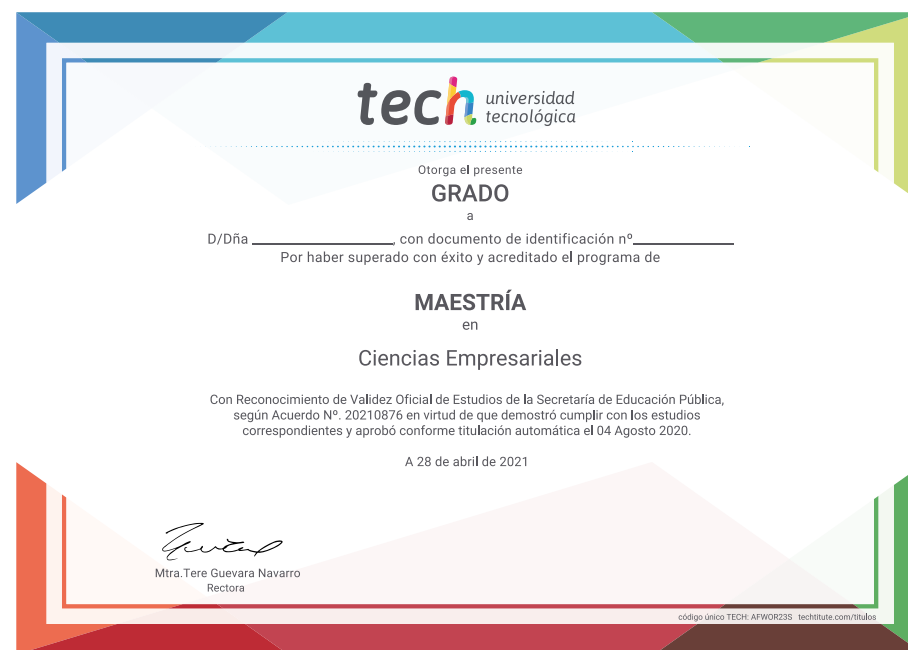 tech universidad
tecnológica
Otorga el presente
GRADO
a
D/Dña ____________, con documento de identificación nº____________
Por haber superado con éxito y acreditado el programa de
MAESTRÍA
en
Ciencias Empresariales
Con Reconocimiento de Validez Oficial de Estudios de la Secretaría de Educación Pública,
según Acuerdo Nº. 20210876 en virtud de que demostró cumplir con los estudios
correspondientes y aprobó conforme titulación automática el 04 Agosto 2020.
A 28 de abril de 2021
Mtra.Tere Guevara Navarro
Rectora
código único TECH: AFWOR23S techtitute.com/titulos